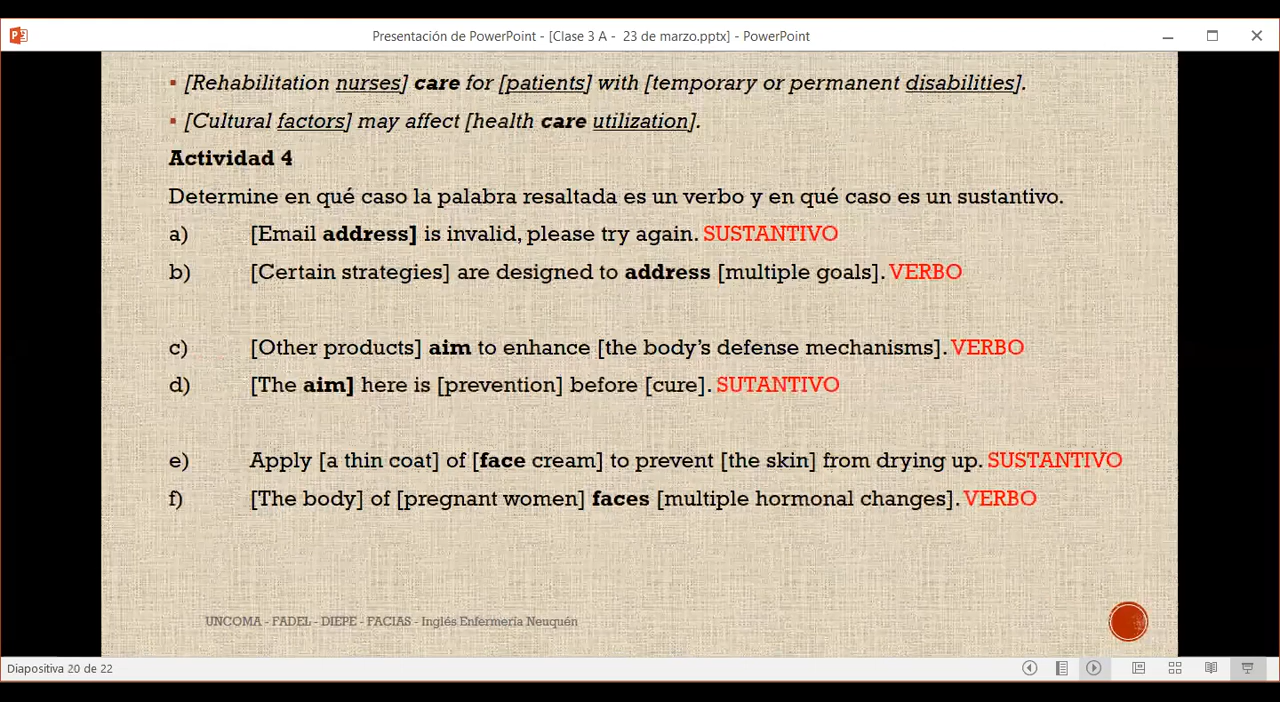 Presentación de PowerPoint - [Clase 3 A - 23 de marzo.pptx] - PowerPoint
▪ [Rehabilitation nurses] care for [patients] with [temporary or permanent disabilities].
▪ [Cultural factors] may affect [health care utilization].
Actividad 4
Determine en qué caso la palabra resaltada es un verbo y en qué caso es un sustantivo.
a) [Email address] is invalid, please try again. SUSTANTIVO
b) [Certain strategies] are designed to address [multiple goals]. VERBO
c) [Other products] aim to enhance [the body's defense mechanisms]. VERBO
d) [The aim] here is [prevention] before [cure]. SUTANTIVO
e) Apply [a thin coat] of [face cream] to prevent [the skin] from drying up. SUSTANTIVO
f) [The body] of [pregnant women] faces [multiple hormonal changes]. VERBO
UNCOMA - FADEL - DIEPE - FACIAS - Inglés Enfermería Neuquén
Diapositiva 20 de 22